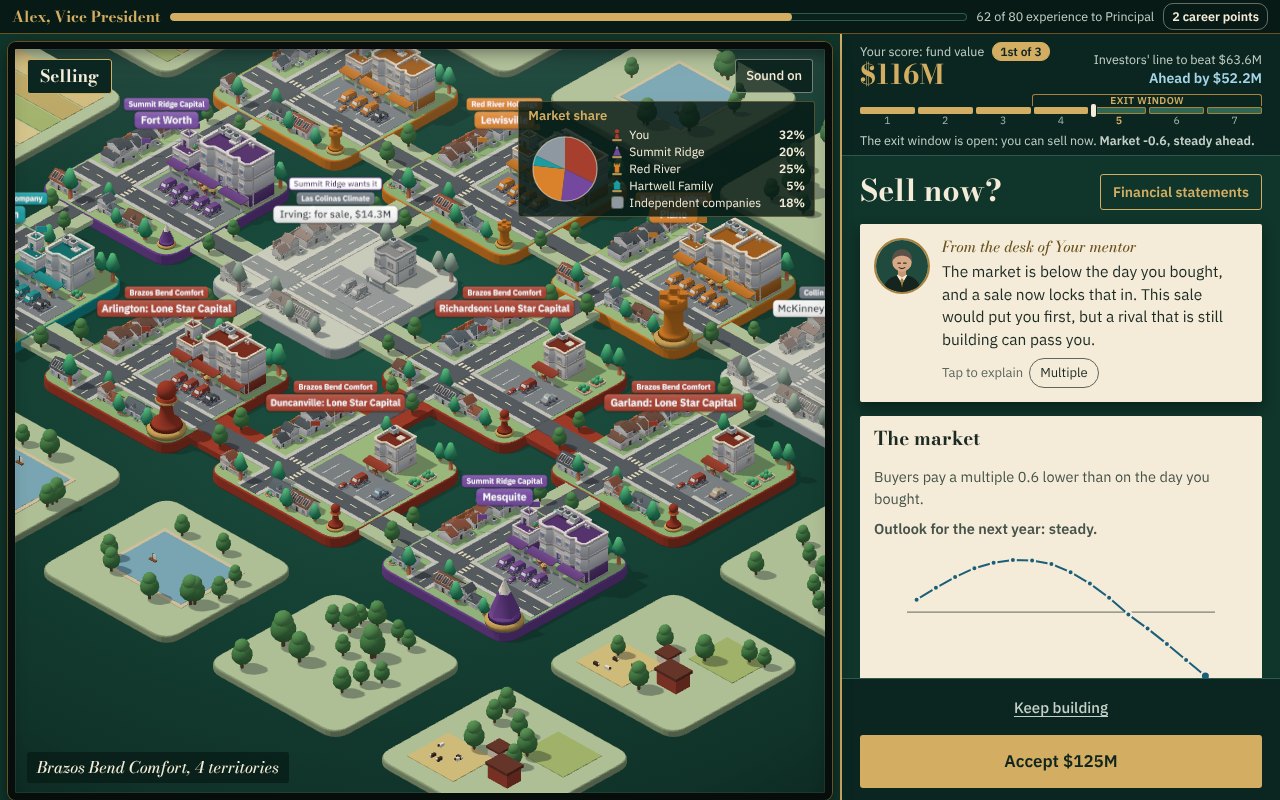 Alex, Vice President
62 of 80 experience to Principal
2 career points
Selling
Sound on
Summit Ridge Capital
Fort Worth
Red River
Market share
You 32%
Summit Ridge 20%
Red River 25%
Hartwell Family 5%
Independent companies 18%
Summit Ridge wants it
Las Colinas Climate
Irving: for sale, $14.3M
Brazos Bend Comfort
Arlington: Lone Star Capital
Brazos Bend Comfort
Richardson: Lone Star Capital
McKinney
Brazos Bend Comfort
Duncanville: Lone Star Capital
Brazos Bend Comfort
Garland: Lone Star Capital
Summit Ridge Capital
Mesquite
Brazos Bend Comfort, 4 territories
Your score: fund value
1st of 3
$116M
Investors' line to beat $63.6M
Ahead by $52.2M
EXIT WINDOW
1 2 3 4 5 6 7
The exit window is open: you can sell now. Market -0.6, steady ahead.
Sell now?
Financial statements
From the desk of Your mentor
The market is below the day you bought,
and a sale now locks that in. This sale
would put you first, but a rival that is still
building can pass you.
Tap to explain
Multiple
The market
Buyers pay a multiple 0.6 lower than on the day you
bought.
Outlook for the next year: steady.
Keep building
Accept $125M